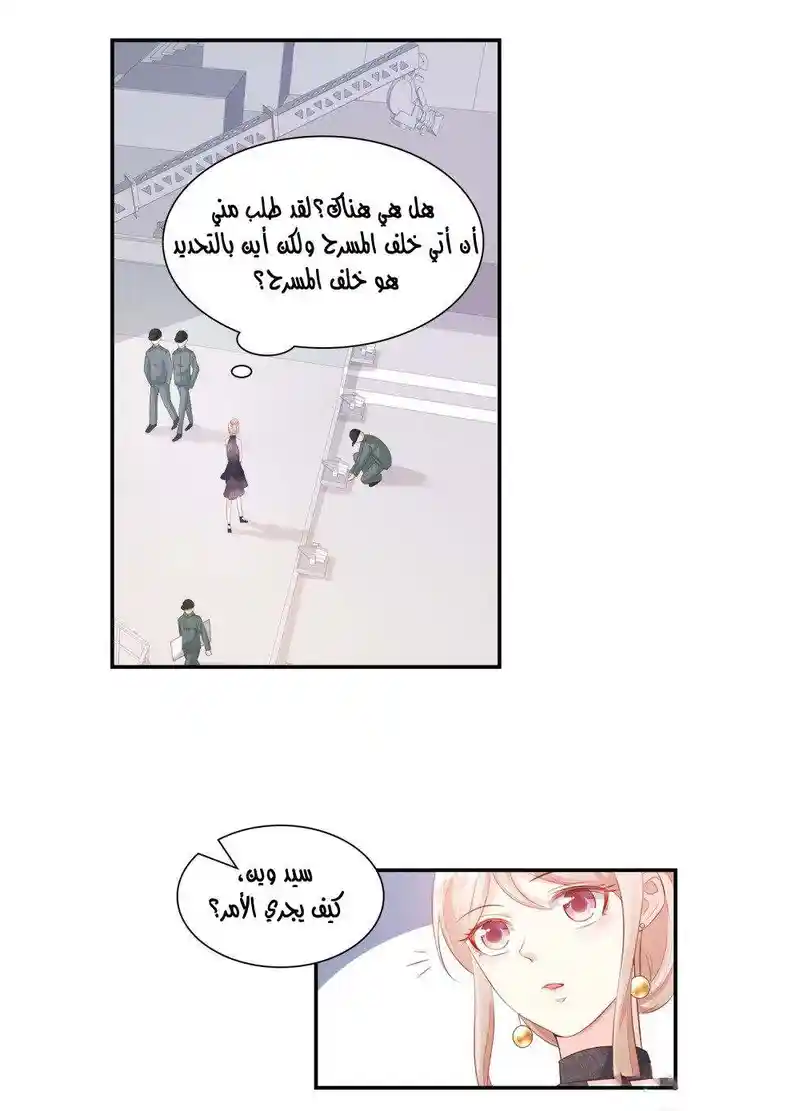 هل هي هناك؟لقد طلب مني
أن أتي خلف المسرح ولكن أين بالتحديد
هو خلف المسرح؟
سيد وين،
كيف يجري الأمر؟